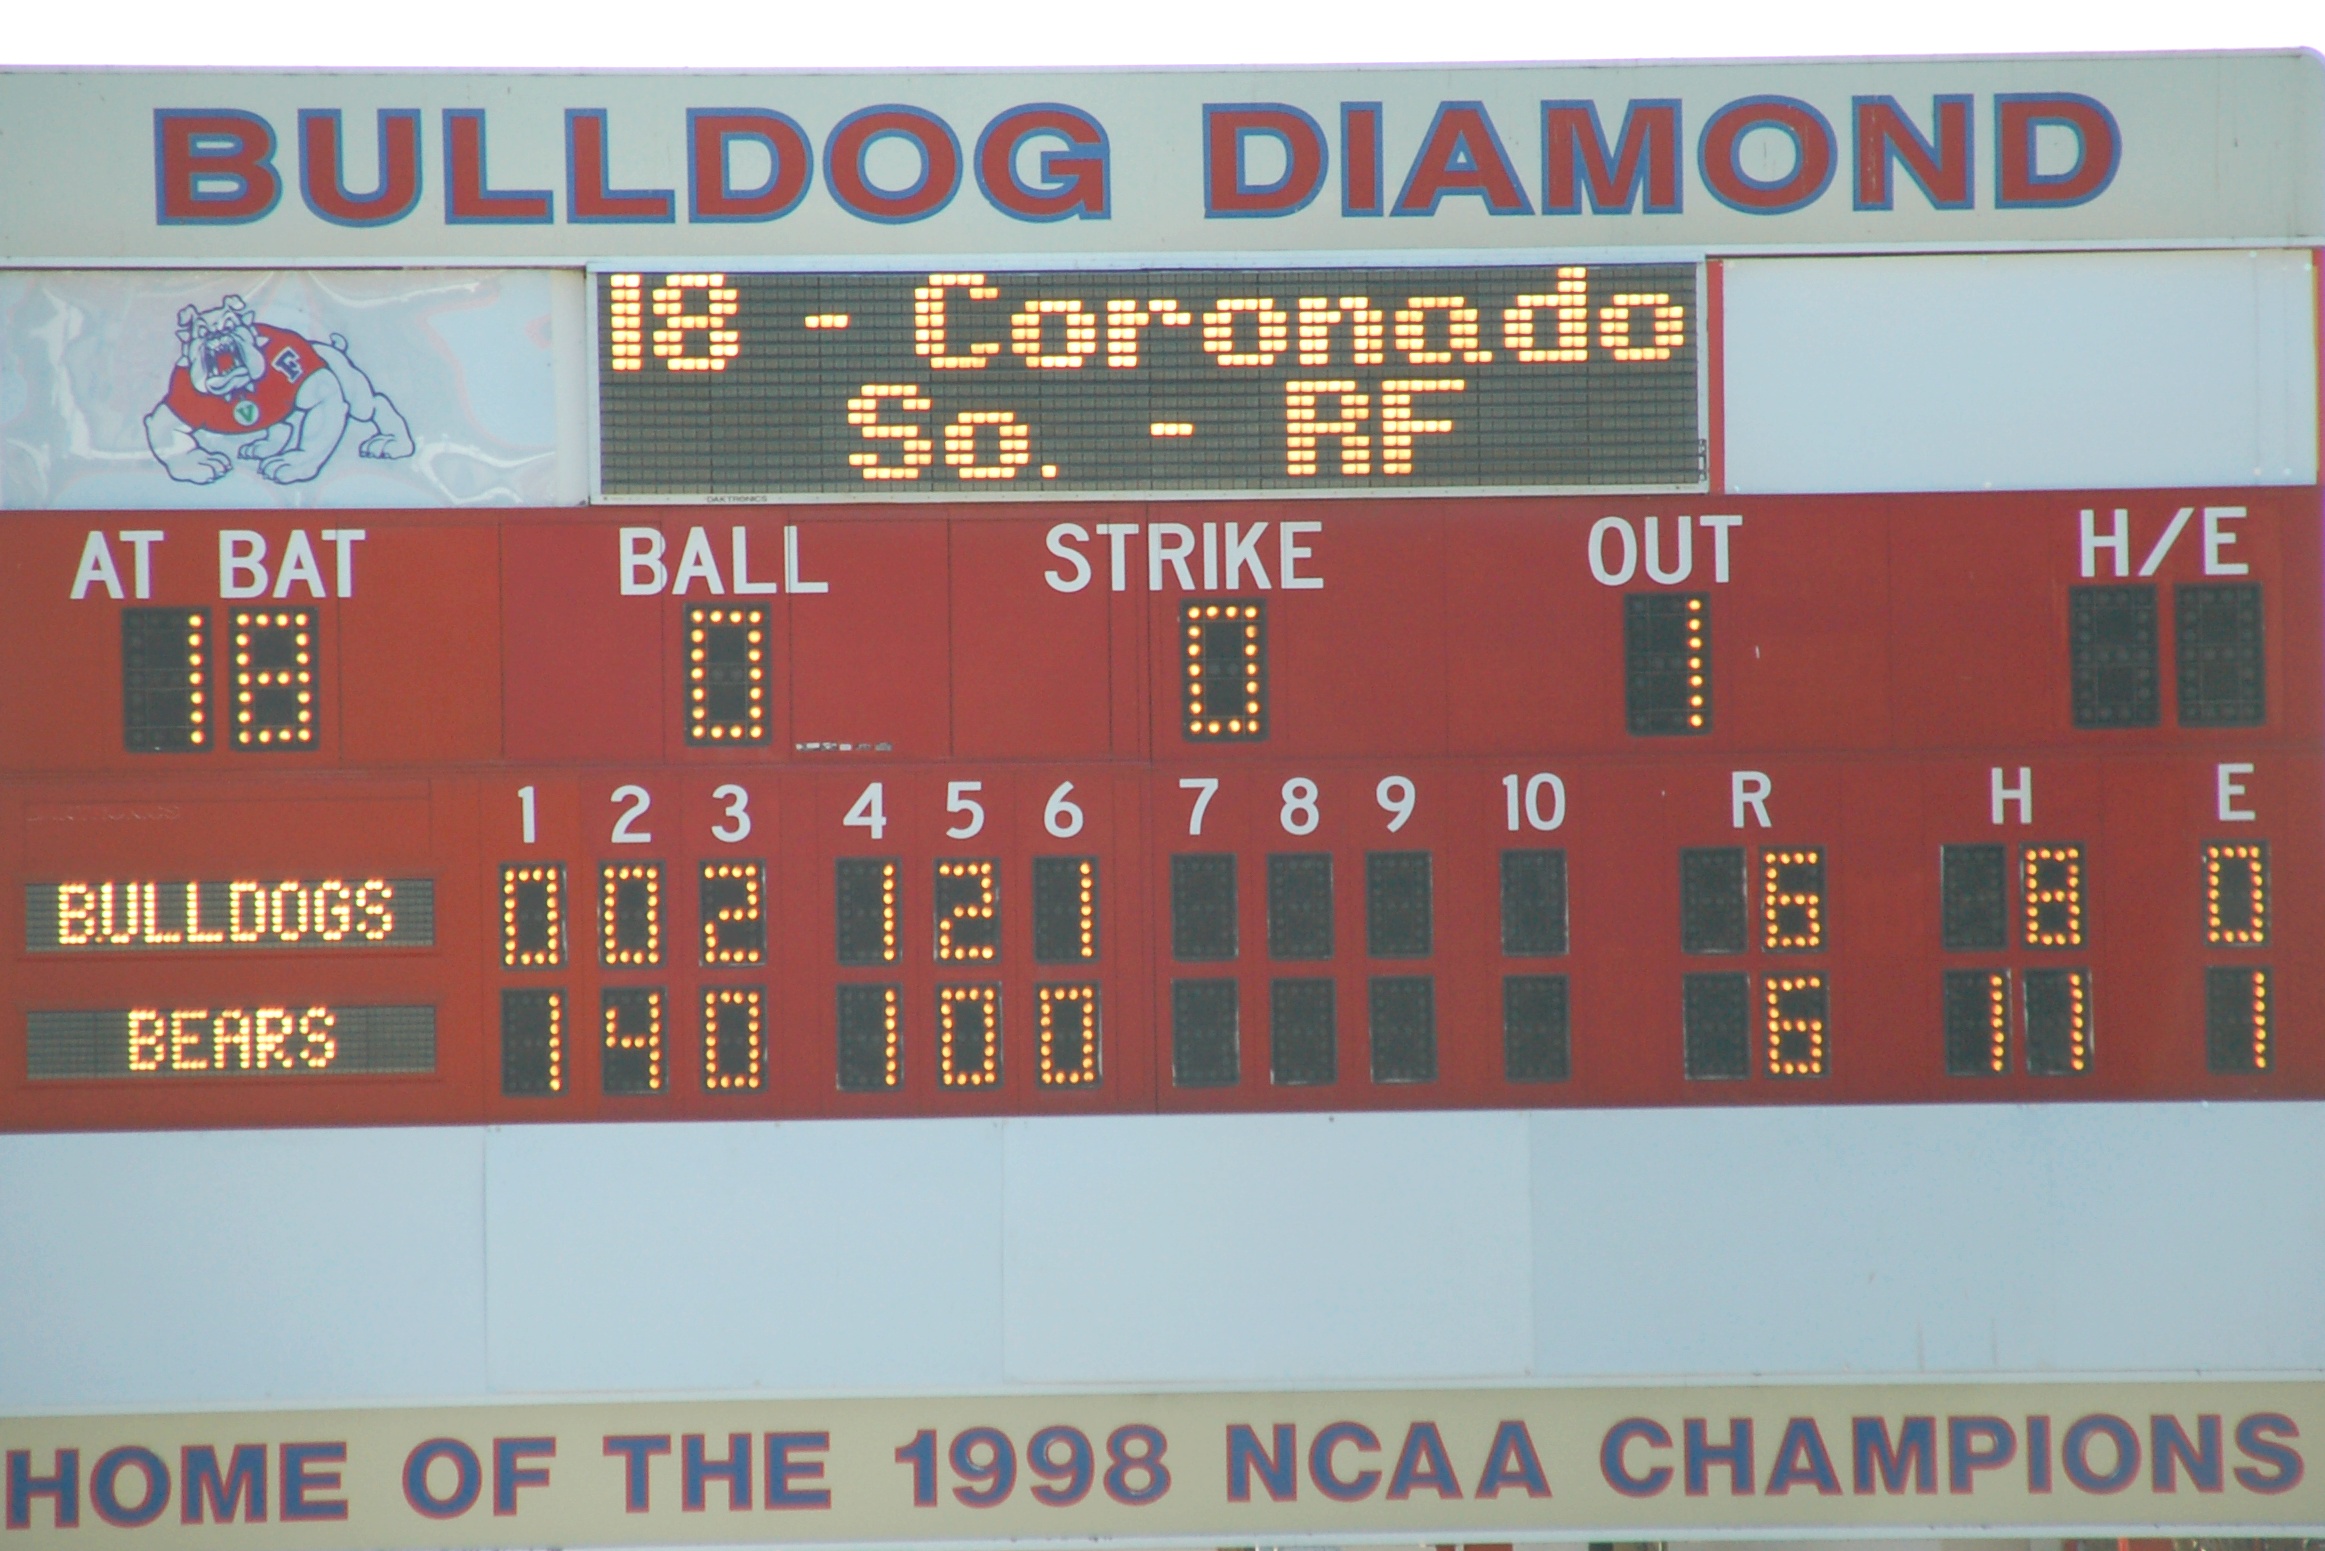 BULLDOG DIAMOND
18 - Coronado
So. - RF
F
V
DAKTRONICS
AT BAT BALL STRIKE OUT H/E
18 0 0 1
1 2 3 4 5 6 7 8 9 10 R H E
BULLDOGS 0 0 2 1 2 1 6 8 0
BEARS 1 4 0 1 0 0 6 11 1
HOME OF THE 1998 NCAA CHAMPIONS